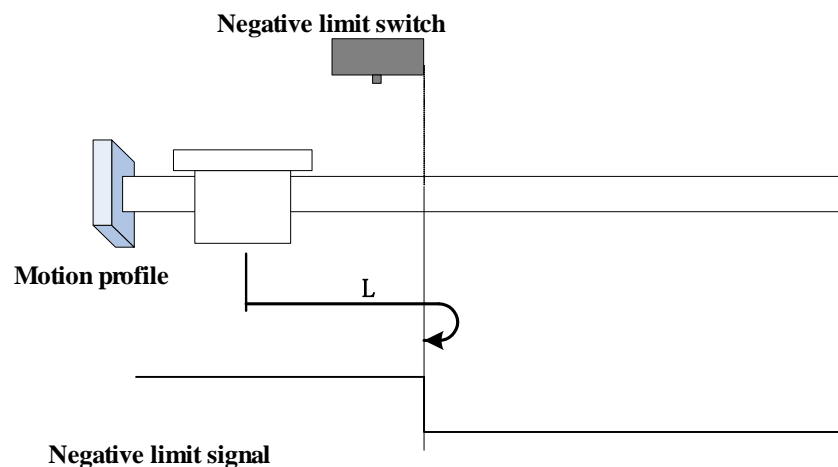 Negative limit switch
Motion profile
L
Negative limit signal